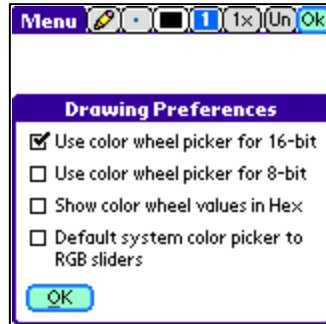 Menu 1 1x Un Ok
Drawing Preferences
Use color wheel picker for 16-bit
Use color wheel picker for 8-bit
Show color wheel values in Hex
Default system color picker to
RGB sliders
OK